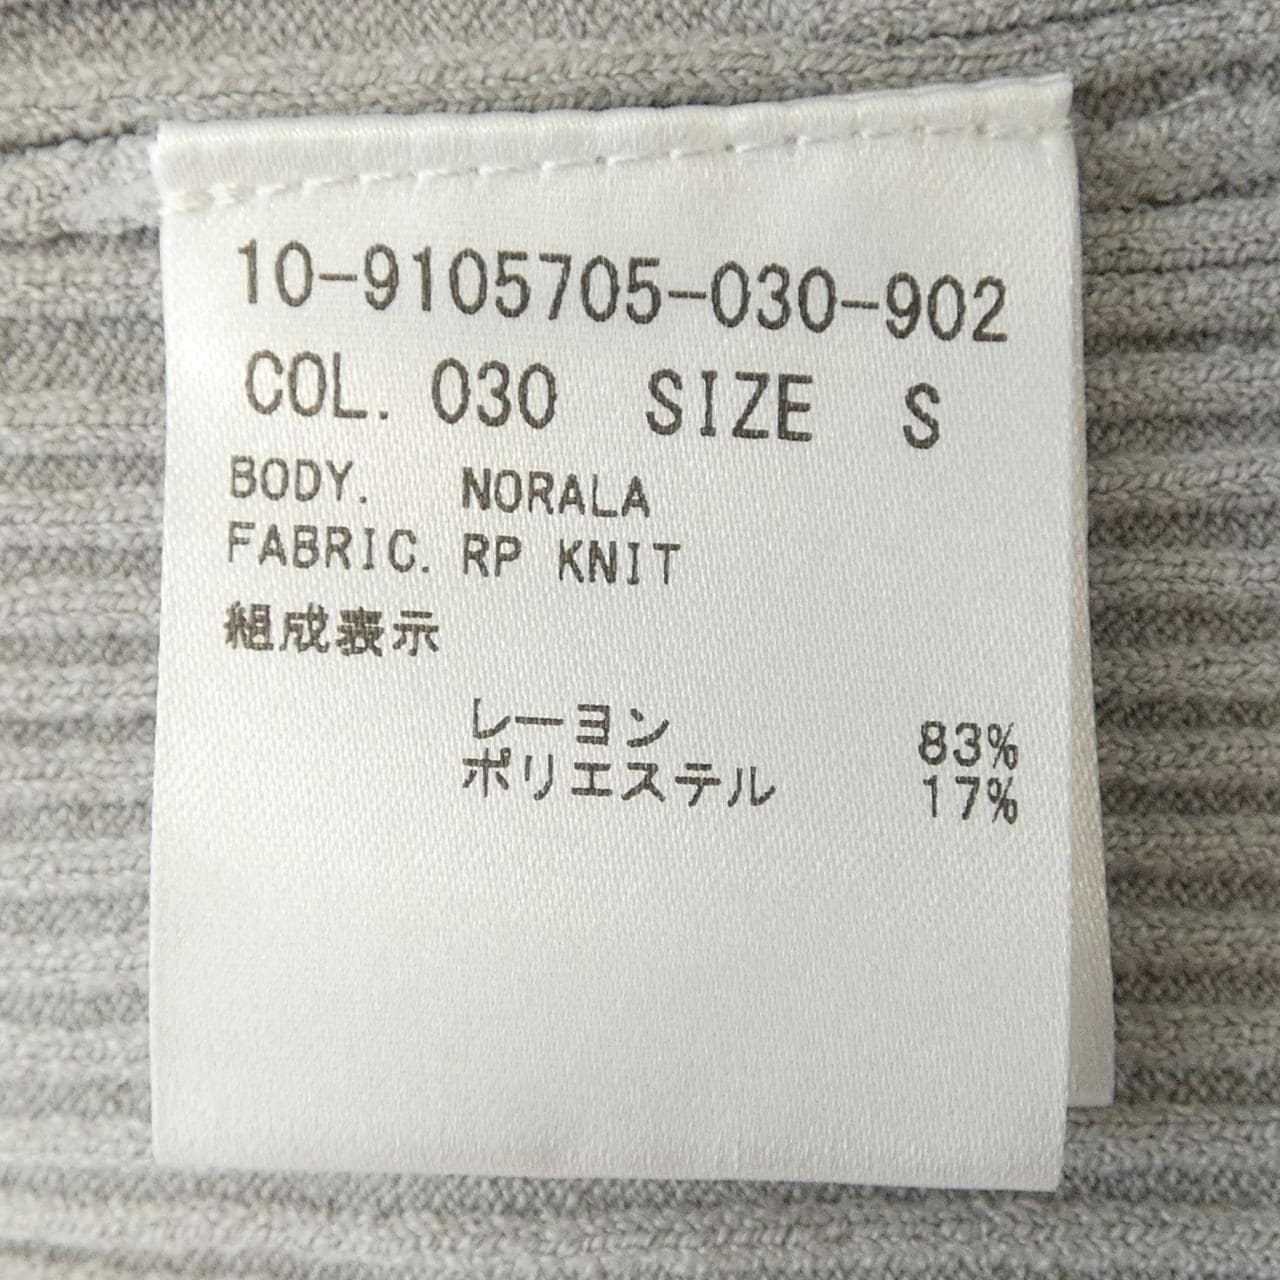 10-9105705-030-902
COL. 030 SIZE S
BODY. NORALA
FABRIC. RP KNIT
組成表示
レーヨン 83%
ポリエステル 17%